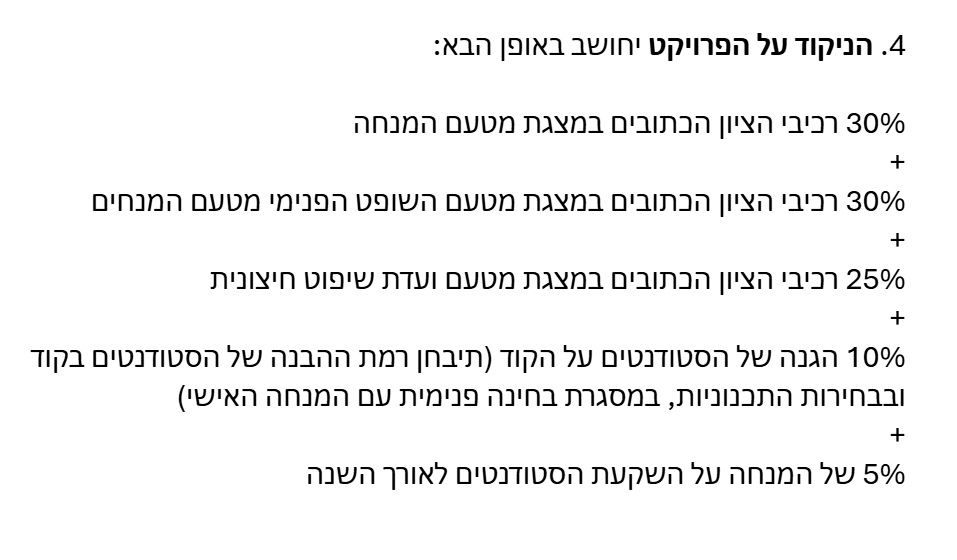 4. הניקוד על הפרויקט יחושב באופן הבא:
30% רכיבי הציון הכתובים במצגת מטעם המנחה
+
30% רכיבי הציון הכתובים במצגת מטעם השופט הפנימי מטעם המנחים
+
25% רכיבי הציון הכתובים במצגת מטעם ועדת שיפוט חיצונית
+
10% הגנה של הסטודנטים על הקוד (תיבחן רמת ההבנה של הסטודנטים בקוד
ובבחירות התכנוניות, במסגרת בחינה פנימית עם המנחה האישי)
+
5% של המנחה על השקעת הסטודנטים לאורך השנה